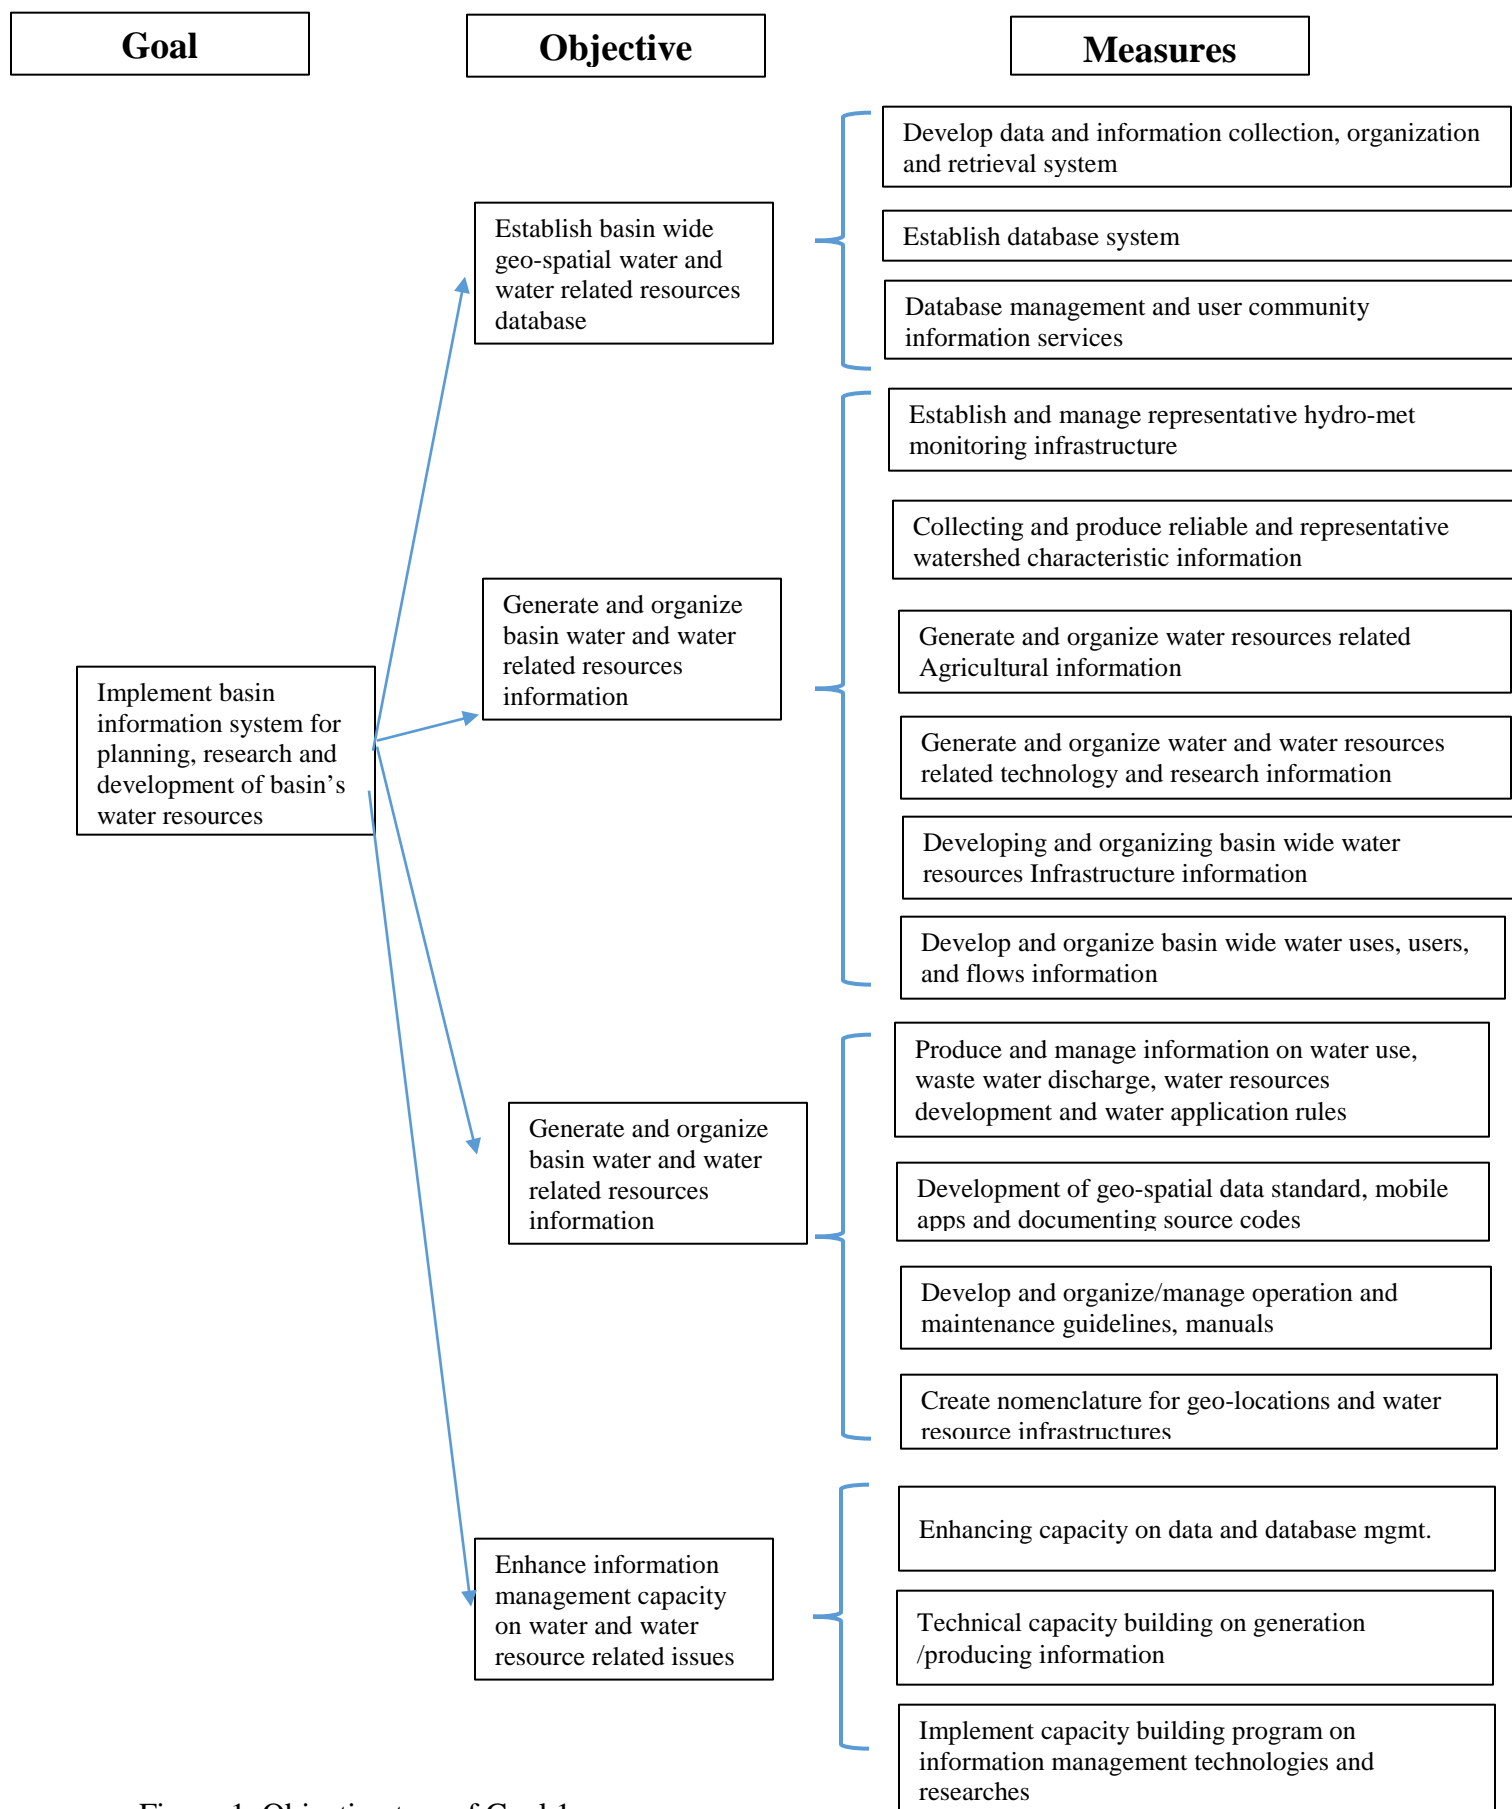 Goal
Objective
Measures
Implement basin
information system for
planning, research and
development of basin’s
water resources
Establish basin wide
geo-spatial water and
water related resources
database
Develop data and information collection, organization
and retrieval system
Establish database system
Database management and user community
information services
Generate and organize
basin water and water
related resources
information
Establish and manage representative hydro-met
monitoring infrastructure
Collecting and produce reliable and representative
watershed characteristic information
Generate and organize water resources related
Agricultural information
Generate and organize water and water resources
related technology and research information
Developing and organizing basin wide water
resources Infrastructure information
Develop and organize basin wide water uses, users,
and flows information
Generate and organize
basin water and water
related resources
information
Produce and manage information on water use,
waste water discharge, water resources
development and water application rules
Development of geo-spatial data standard, mobile
apps and documenting source codes
Develop and organize/manage operation and
maintenance guidelines, manuals
Create nomenclature for geo-locations and water
resource infrastructures
Enhance information
management capacity
on water and water
resource related issues
Enhancing capacity on data and database mgmt.
Technical capacity building on generation
/producing information
Implement capacity building program on
information management technologies and
researches
Figure 1: Objective tree of Goal 1